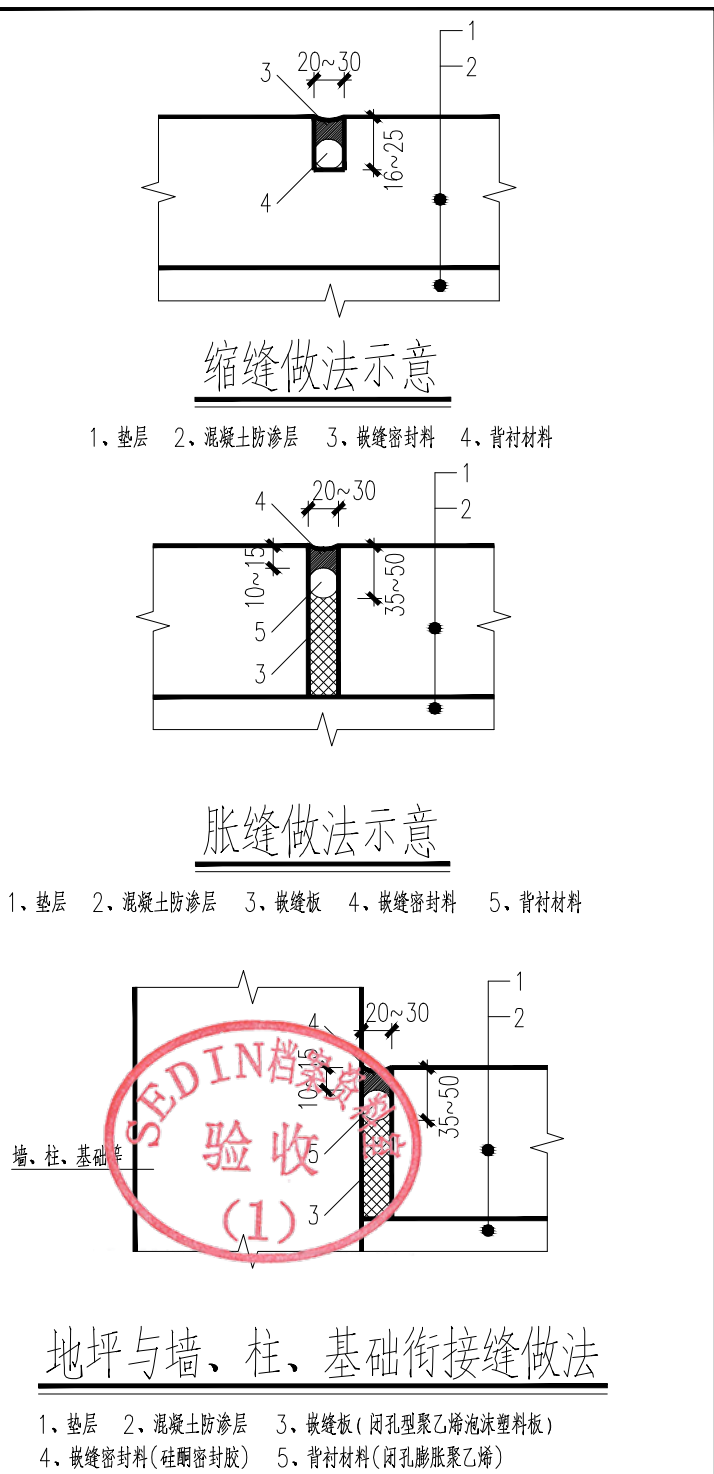 1
2
3
20~30
16~25
4
缩缝做法示意
1、垫层 2、混凝土防渗层 3、嵌缝密封料 4、背衬材料
1
2
4
20~30
10~15
35~50
5
3
胀缝做法示意
1、垫层 2、混凝土防渗层 3、嵌缝板 4、嵌缝密封料 5、背衬材料
1
2
4
20~30
10~15
35~50
SEDIN档案资料室
验收
(1)
墙、柱、基础等
5
3
地坪与墙、柱、基础衔接缝做法
1、垫层 2、混凝土防渗层 3、嵌缝板(闭孔型聚乙烯泡沫塑料板)
4、嵌缝密封料(硅酮密封胶) 5、背衬材料(闭孔膨胀聚乙烯)